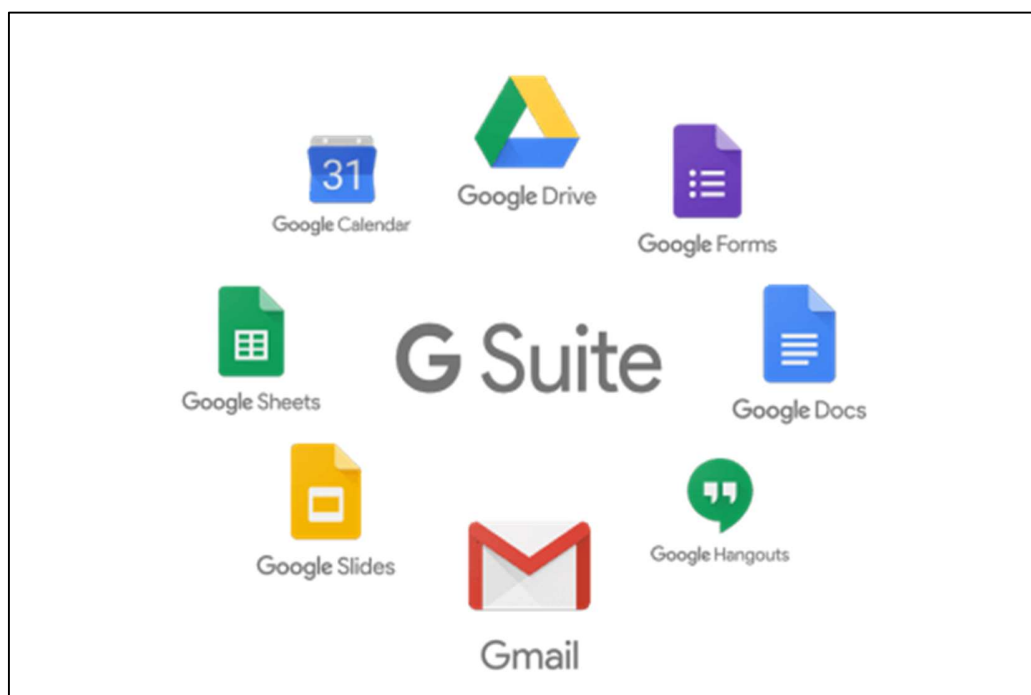 31
Google Drive
Google Calendar
Google Forms
G Suite
Google Sheets
Google Docs
Google Slides
Google Hangouts
Gmail